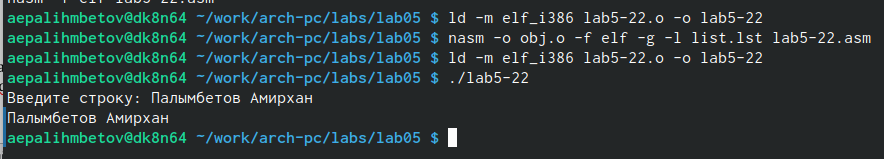 nasm -f elf lab5-22.asm
aepalihmbetov@dk8n64 ~/work/arch-pc/labs/lab05 $ ld -m elf_i386 lab5-22.o -o lab5-22
aepalihmbetov@dk8n64 ~/work/arch-pc/labs/lab05 $ nasm -o obj.o -f elf -g -l list.lst lab5-22.asm
aepalihmbetov@dk8n64 ~/work/arch-pc/labs/lab05 $ ld -m elf_i386 lab5-22.o -o lab5-22
aepalihmbetov@dk8n64 ~/work/arch-pc/labs/lab05 $ ./lab5-22
Введите строку: Палымбетов Амирхан
Палымбетов Амирхан
aepalihmbetov@dk8n64 ~/work/arch-pc/labs/lab05 $